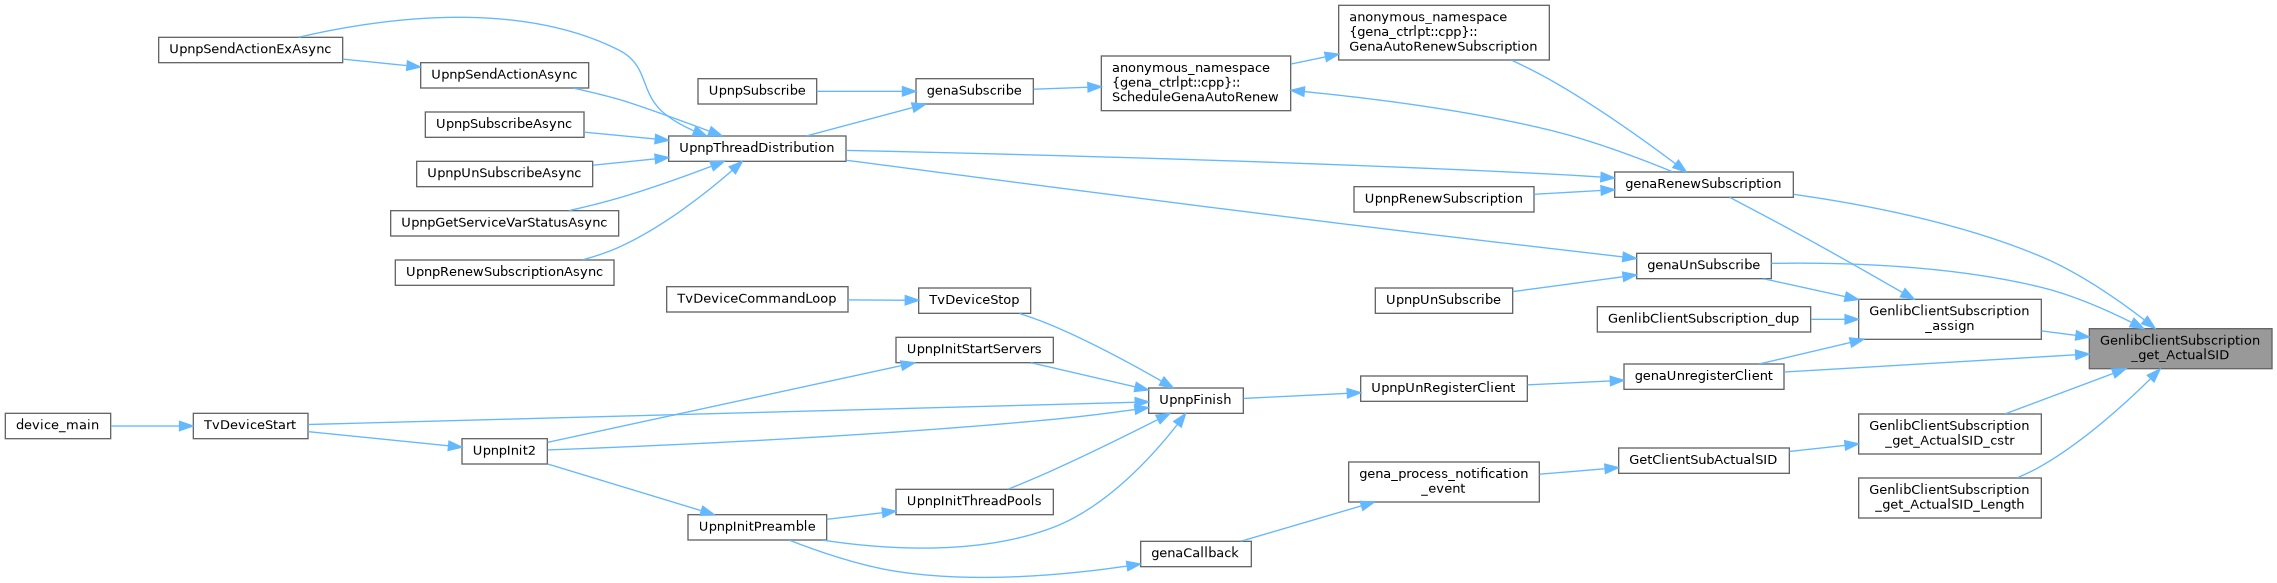 anonymous_namespace
{gena_ctrlpt::cpp}::
GenaAutoRenewSubscription
UpnpSendActionExAsync
UpnpSendActionAsync
anonymous_namespace
{gena_ctrlpt::cpp}::
ScheduleGenaAutoRenew
UpnpSubscribe
genaSubscribe
UpnpSubscribeAsync
UpnpThreadDistribution
UpnpUnSubscribeAsync
genaRenewSubscription
UpnpRenewSubscription
UpnpGetServiceVarStatusAsync
UpnpRenewSubscriptionAsync
genaUnSubscribe
TvDeviceCommandLoop
TvDeviceStop
UpnpUnSubscribe
GenlibClientSubscription_dup
GenlibClientSubscription
_assign
GenlibClientSubscription
_get_ActualSID
UpnpInitStartServers
genaUnregisterClient
UpnpUnRegisterClient
UpnpFinish
device_main
TvDeviceStart
UpnpInit2
GenlibClientSubscription
_get_ActualSID_cstr
GetClientSubActualSID
gena_process_notification
_event
GenlibClientSubscription
_get_ActualSID_Length
UpnpInitThreadPools
UpnpInitPreamble
genaCallback